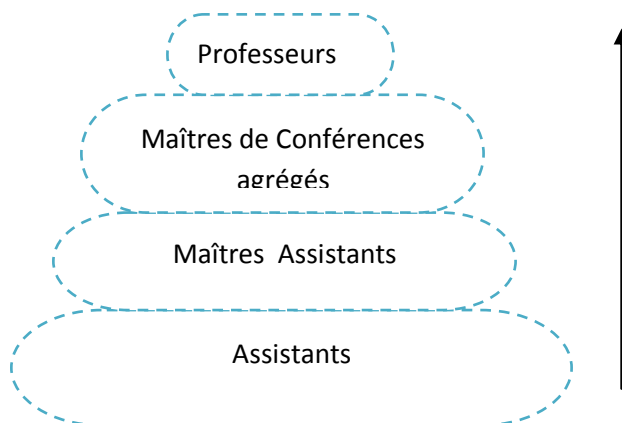 Professeurs
Maîtres de Conférences
agrégés
Maîtres Assistants
Assistants